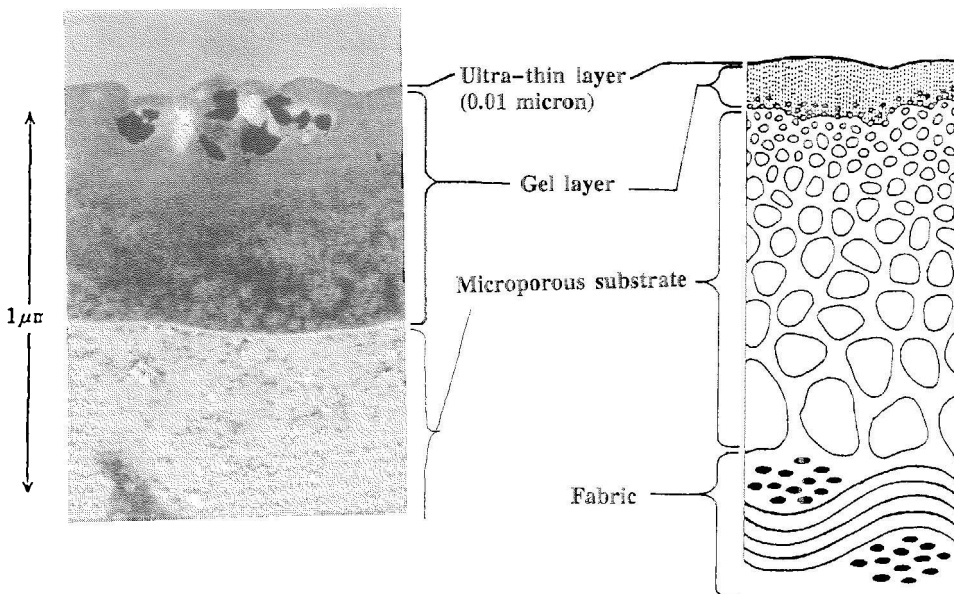 Ultra-thin layer
(0.01 micron)
Gel layer
Microporous substrate
1μm
Fabric